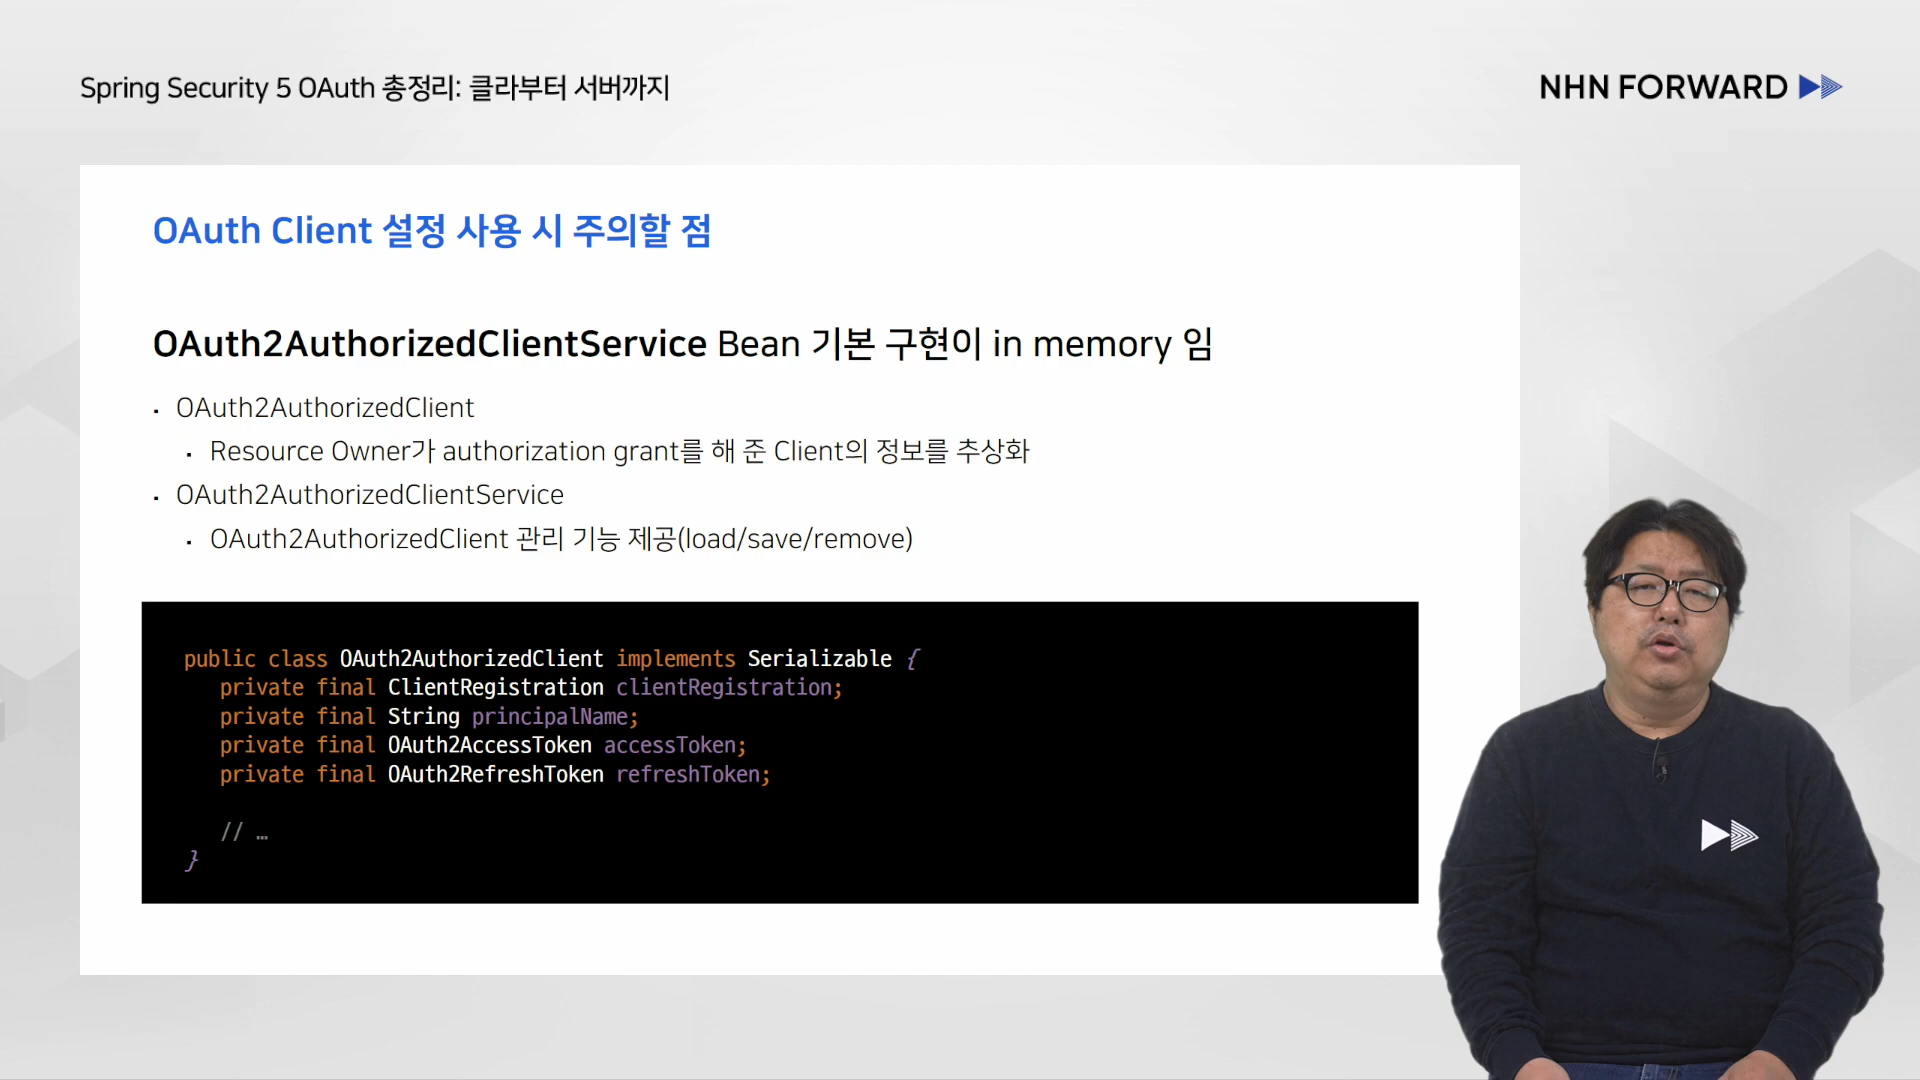 Spring Security 5 OAuth 총정리: 클라부터 서버까지
NHN FORWARD
OAuth Client 설정 사용 시 주의할 점
OAuth2AuthorizedClientService Bean 기본 구현이 in memory 임
· OAuth2AuthorizedClient
· Resource Owner가 authorization grant를 해 준 Client의 정보를 추상화
· OAuth2AuthorizedClientService
· OAuth2AuthorizedClient 관리 기능 제공(load/save/remove)
public class OAuth2AuthorizedClient implements Serializable {
private final ClientRegistration clientRegistration;
private final String principalName;
private final OAuth2AccessToken accessToken;
private final OAuth2RefreshToken refreshToken;
// …
}